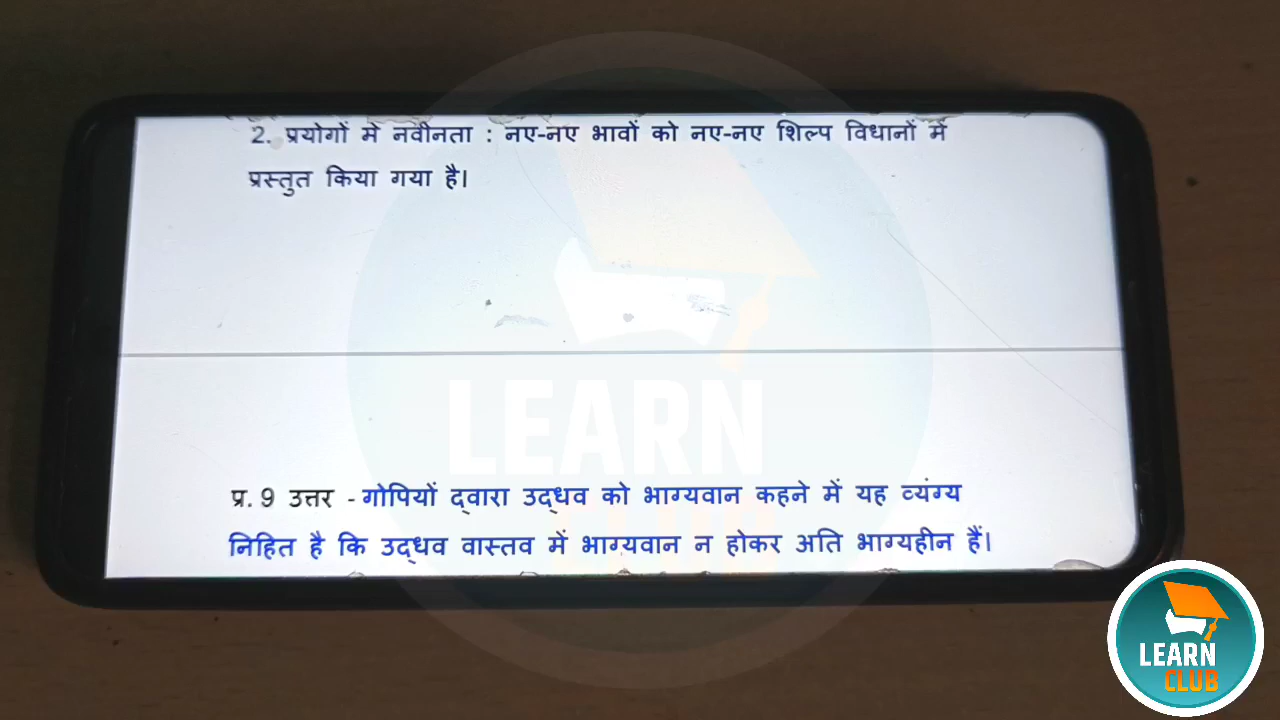 2. प्रयोगों में नवीनता : नए-नए भावों को नए-नए शिल्प विधानों में
प्रस्तुत किया गया है।
LEARN
CLUB
प्र. 9 उत्तर - गोपियों द्वारा उद्धव को भाग्यवान कहने में यह व्यंग्य
निहित है कि उद्धव वास्तव में भाग्यवान न होकर अति भाग्यहीन हैं।
LEARN
CLUB